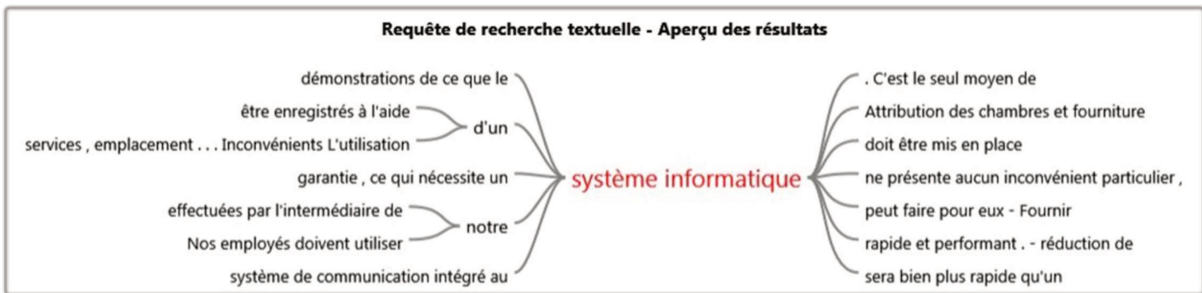 Requête de recherche textuelle - Aperçu des résultats
démonstrations de ce que le
être enregistrés à l'aide
services , emplacement . . . Inconvénients L'utilisation
d'un
garantie , ce qui nécessite un
effectuées par l'intermédiaire de
Nos employés doivent utiliser
notre
système de communication intégré au
système informatique
. C'est le seul moyen de
Attribution des chambres et fourniture
doit être mis en place
ne présente aucun inconvénient particulier ,
peut faire pour eux - Fournir
rapide et performant . - réduction de
sera bien plus rapide qu'un